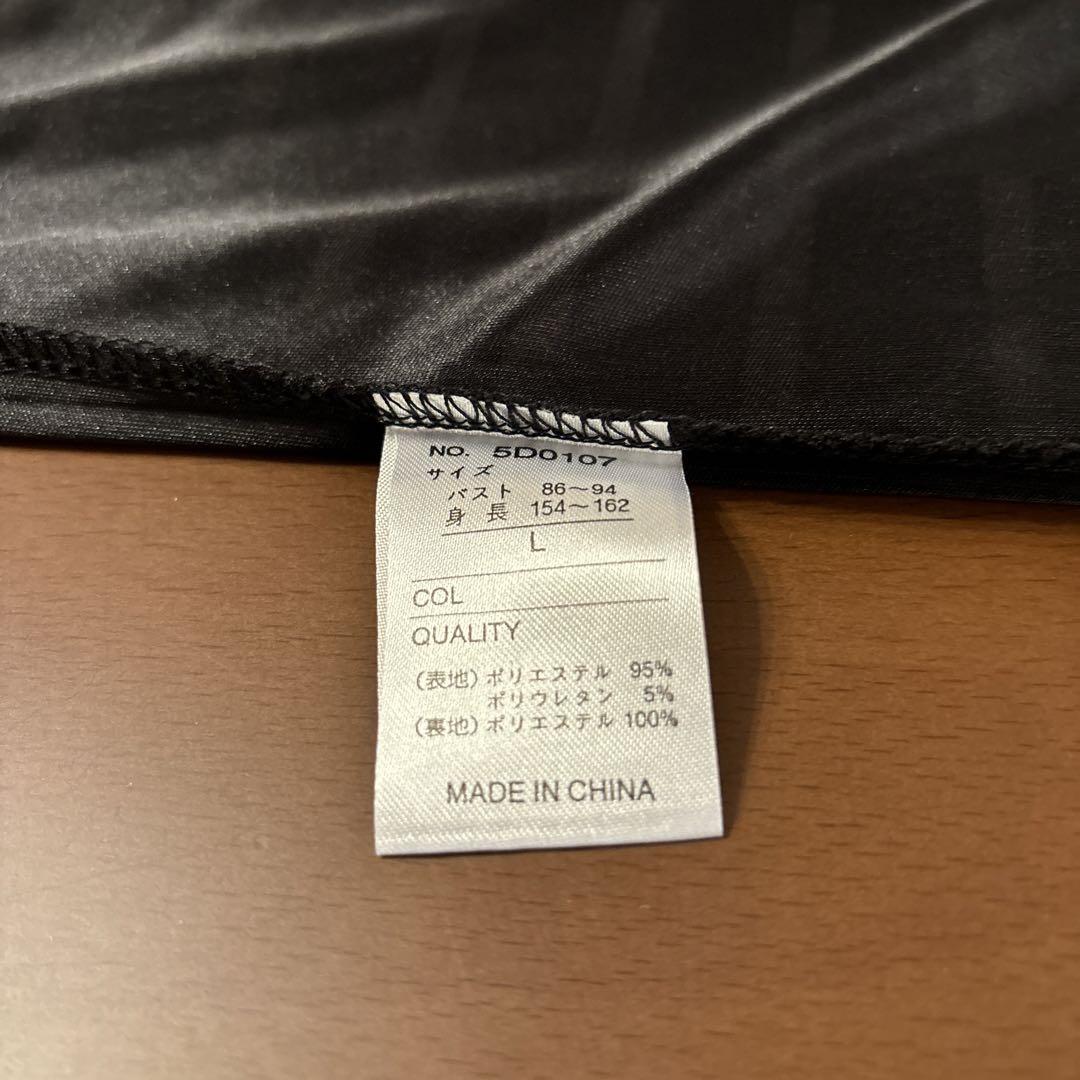 NO. 5D0107
サイズ
バスト 86～94
身長 154～162
L
COL
QUALITY
(表地) ポリエステル 95%
ポリウレタン 5%
(裏地) ポリエステル 100%
MADE IN CHINA